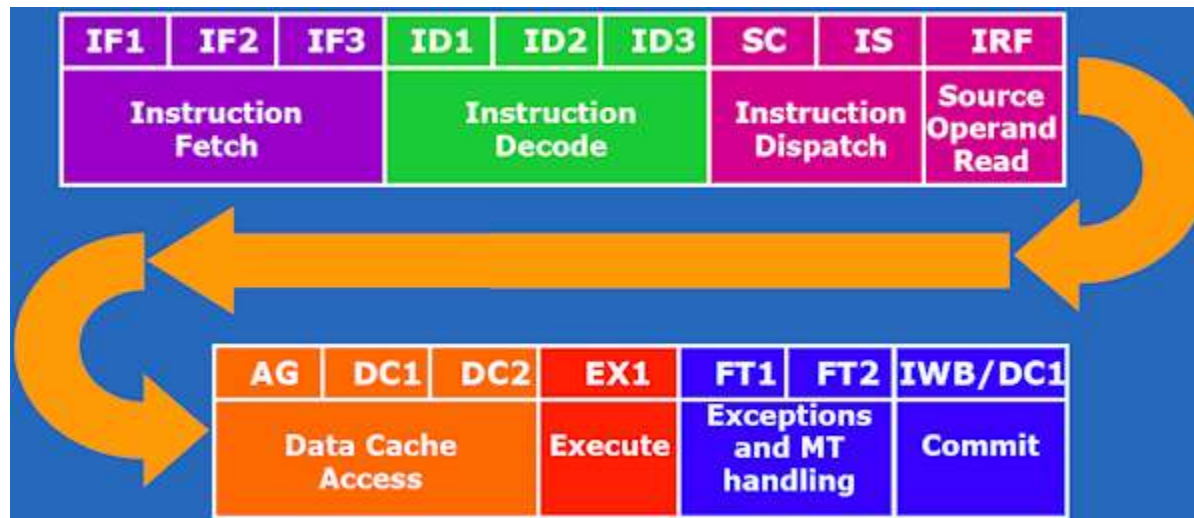 IF1 IF2 IF3 ID1 ID2 ID3 SC IS IRF
Instruction
Fetch
Instruction
Decode
Instruction
Dispatch
Source
Operand
Read
AG DC1 DC2 EX1 FT1 FT2 IWB/DC1
Data Cache
Access
Execute
Exceptions
and MT
handling
Commit